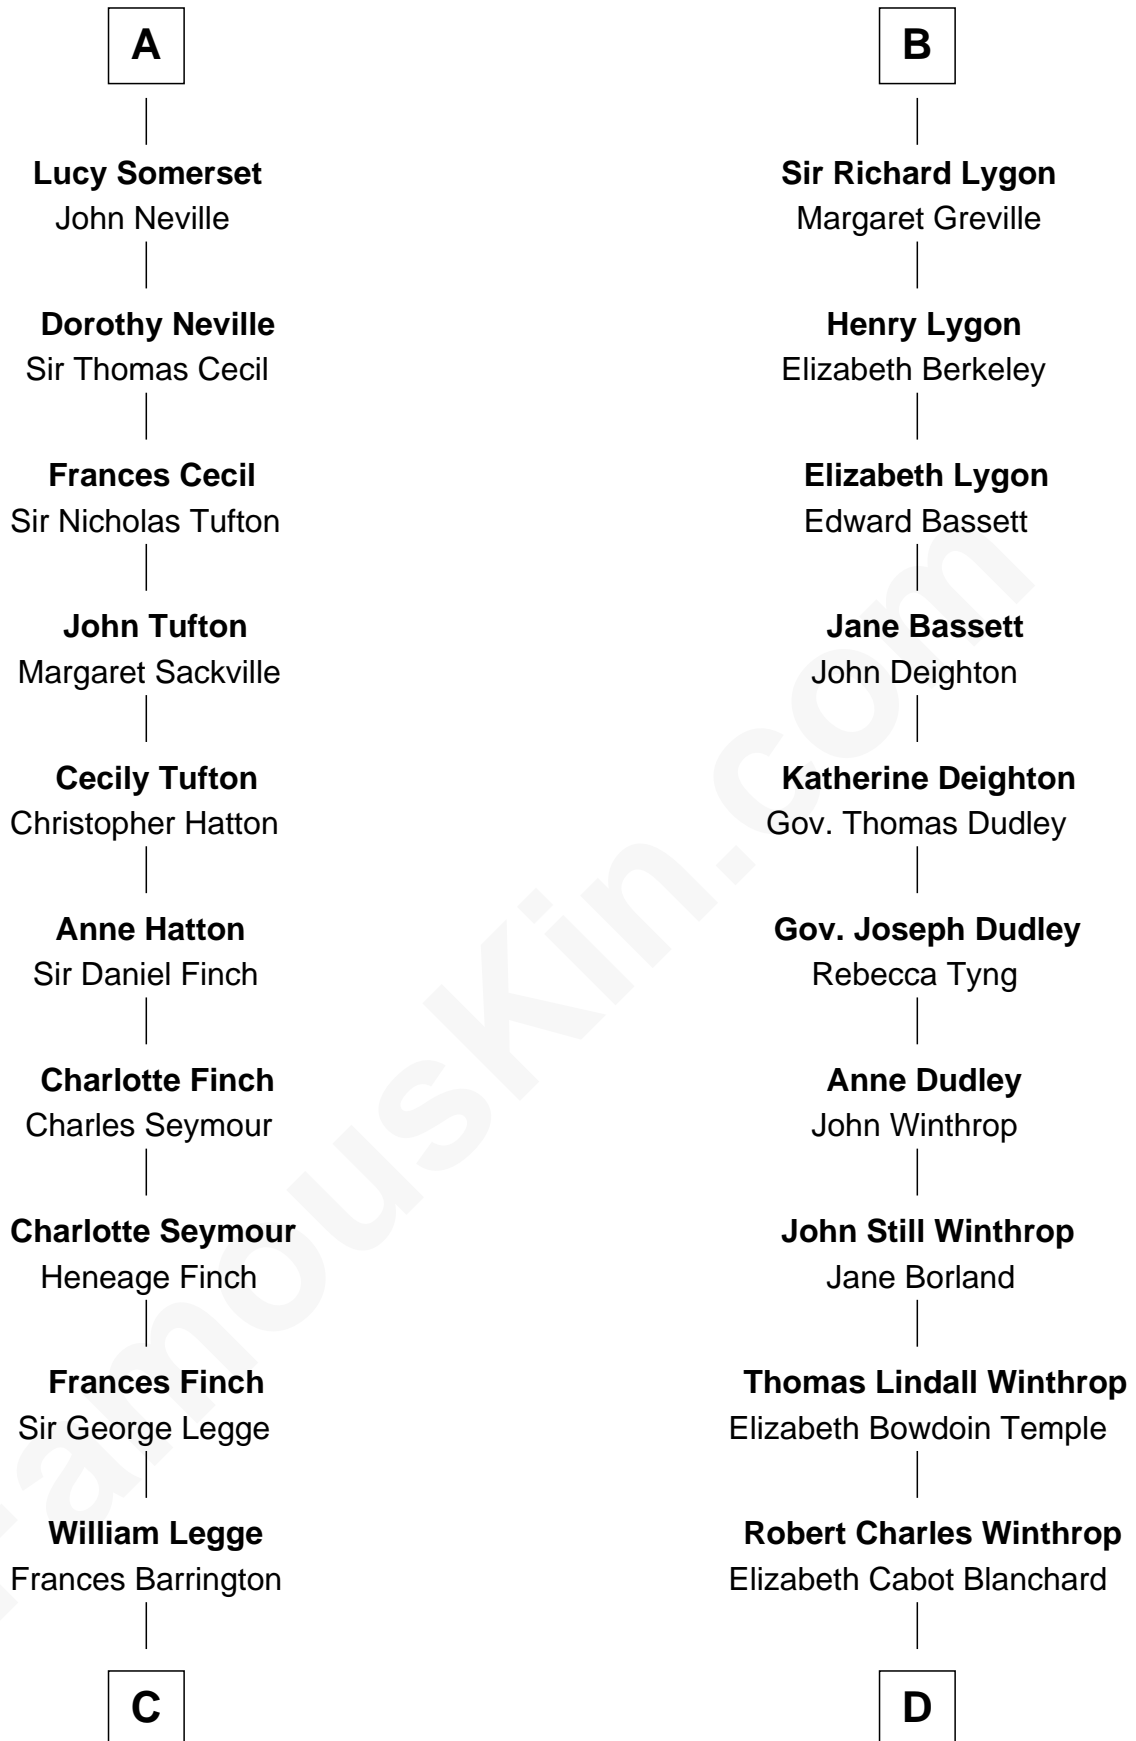 A
Lucy Somerset
John Neville
Dorothy Neville
Sir Thomas Cecil
Frances Cecil
Sir Nicholas Tufton
John Tufton
Margaret Sackville
Cecily Tufton
Christopher Hatton
Anne Hatton
Sir Daniel Finch
Charlotte Finch
Charles Seymour
Charlotte Seymour
Heneage Finch
Frances Finch
Sir George Legge
William Legge
Frances Barrington
C
B
Sir Richard Lygon
Margaret Greville
Henry Lygon
Elizabeth Berkeley
Elizabeth Lygon
Edward Bassett
Jane Bassett
John Deighton
Katherine Deighton
Gov. Thomas Dudley
Gov. Joseph Dudley
Rebecca Tyng
Anne Dudley
John Winthrop
John Still Winthrop
Jane Borland
Thomas Lindall Winthrop
Elizabeth Bowdoin Temple
Robert Charles Winthrop
Elizabeth Cabot Blanchard
D
FamousKin.com